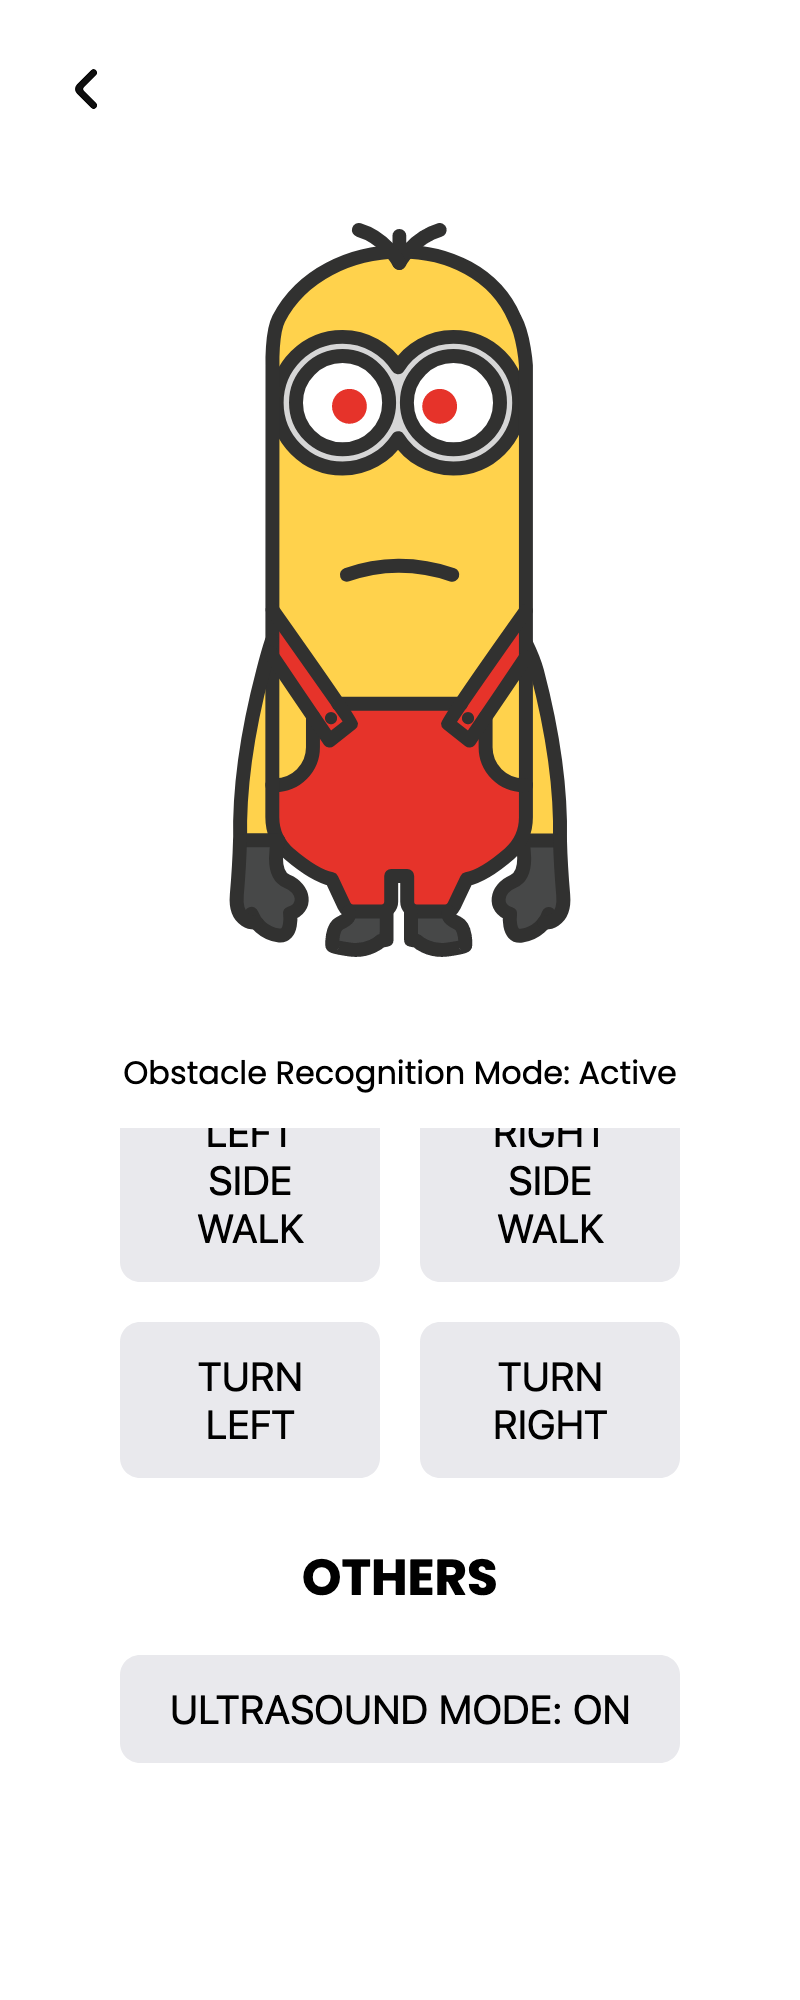 Obstacle Recognition Mode: Active
LEFT
SIDE
WALK
RIGHT
SIDE
WALK
TURN
LEFT
TURN
RIGHT
OTHERS
ULTRASOUND MODE: ON